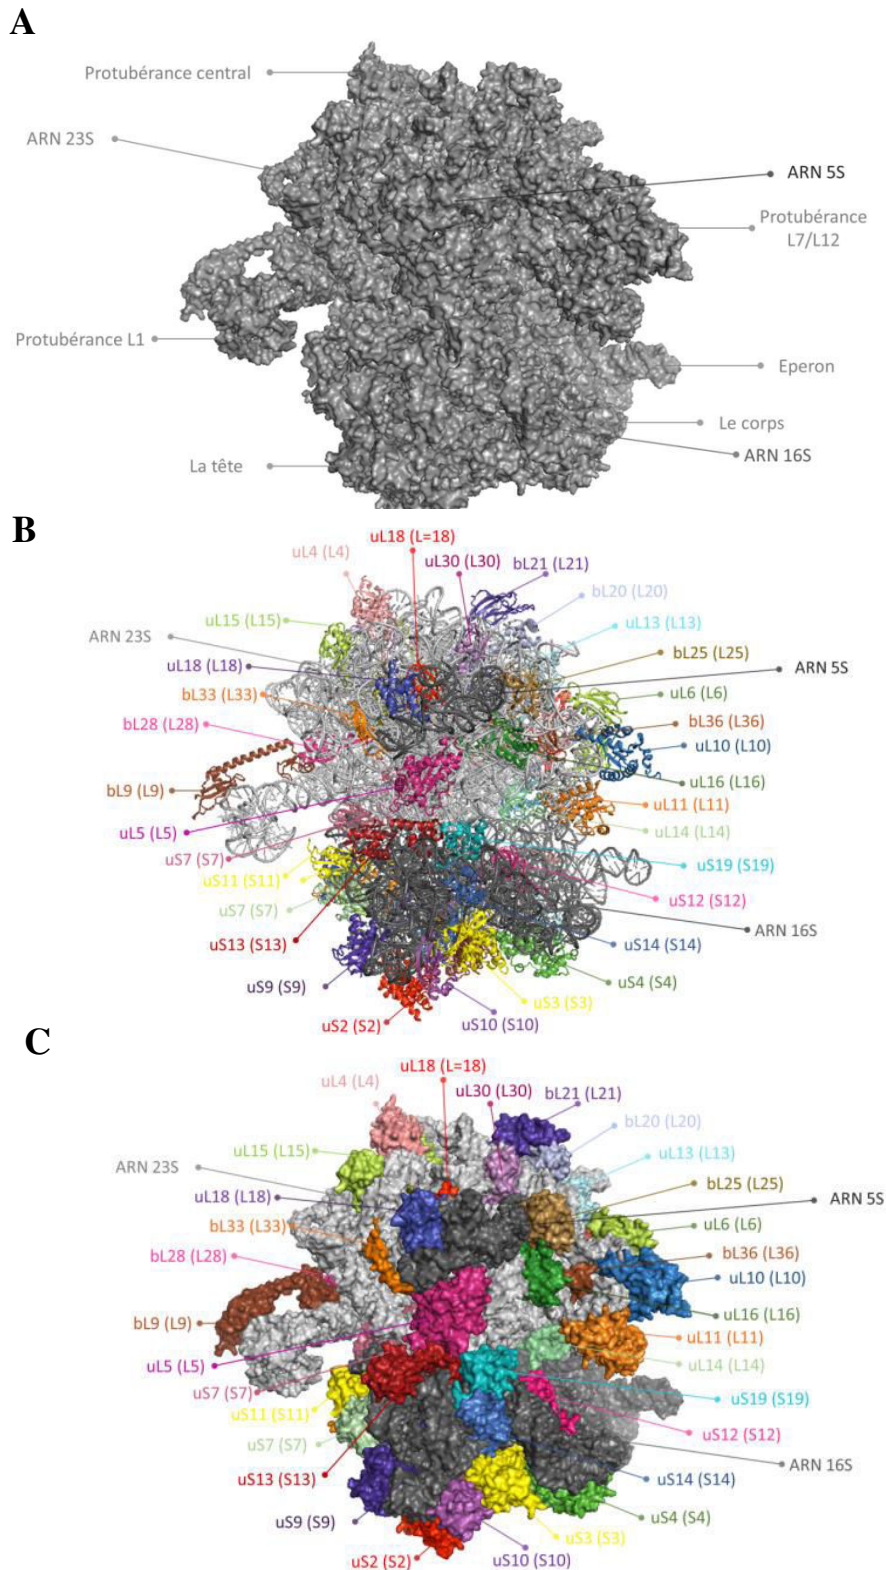 A
Protubérance central
ARN 23S
ARN 5S
Protubérance
L7/L12
Protubérance L1
Eperon
Le corps
ARN 16S
La tête
B
uL18 (L=18)
uL4 (L4)
uL30 (L30)
bL21 (L21)
bL20 (L20)
uL15 (L15)
uL13 (L13)
ARN 23S
bL25 (L25)
uL18 (L18)
ARN 5S
bL33 (L33)
uL6 (L6)
bL28 (L28)
bL36 (L36)
uL10 (L10)
bL9 (L9)
uL16 (L16)
uL11 (L11)
uL5 (L5)
uL14 (L14)
uS7 (S7)
uS19 (S19)
uS11 (S11)
uS12 (S12)
uS7 (S7)
ARN 16S
uS13 (S13)
uS14 (S14)
uS9 (S9)
uS4 (S4)
uS3 (S3)
uS2 (S2)
uS10 (S10)
C
uL18 (L=18)
uL4 (L4)
uL30 (L30)
bL21 (L21)
bL20 (L20)
uL15 (L15)
uL13 (L13)
ARN 23S
bL25 (L25)
uL18 (L18)
ARN 5S
bL33 (L33)
uL6 (L6)
bL28 (L28)
bL36 (L36)
uL10 (L10)
bL9 (L9)
uL16 (L16)
uL11 (L11)
uL5 (L5)
uL14 (L14)
uS7 (S7)
uS19 (S19)
uS11 (S11)
uS12 (S12)
uS7 (S7)
ARN 16S
uS13 (S13)
uS14 (S14)
uS9 (S9)
uS4 (S4)
uS3 (S3)
uS2 (S2)
uS10 (S10)